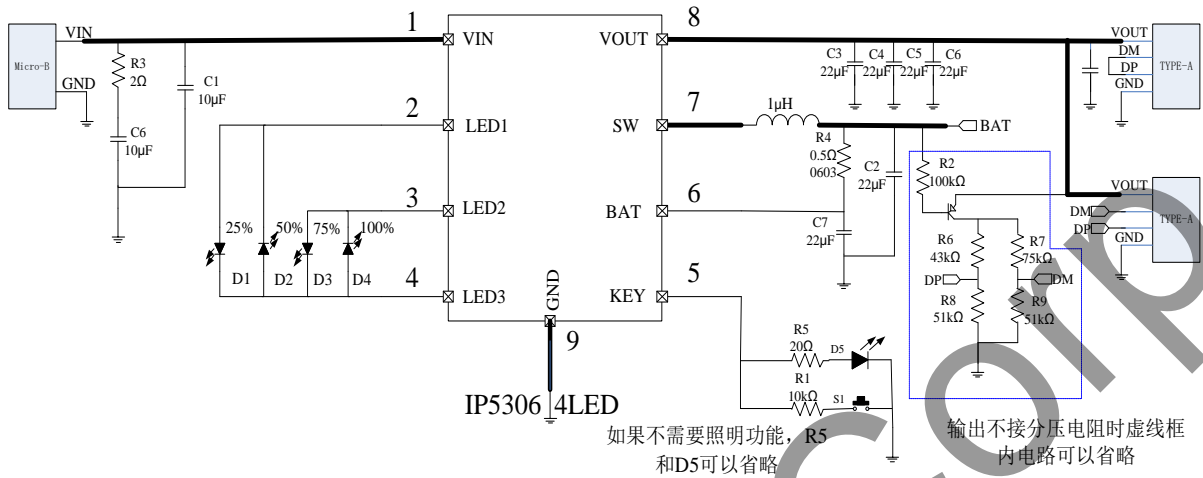 1
8
VIN
VIN
VOUT
VOUT
Micro-B
R3
2Ω
C1
10μF
GND
C6
10μF
C3
22μF
C4
22μF
C5
22μF
C6
22μF
DM
DP
GND
TYPE-A
2
7
LED1
SW
1μH
BAT
R4
0.5Ω
0603
C2
22μF
R2
100kΩ
3
6
LED2
BAT
C7
22μF
VOUT
DM
DP
GND
TYPE-A
25%
50%
75%
100%
D1
D2
D3
D4
R6
43kΩ
R7
75kΩ
4
5
LED3
GND
KEY
DP
DM
R8
51kΩ
R9
51kΩ
9
R5
20Ω
D5
R1
10kΩ
S1
IP5306 4LED
如果不需要照明功能，R5
和D5可以省略
输出不接分压电阻时虚线框
内电路可以省略
Corp